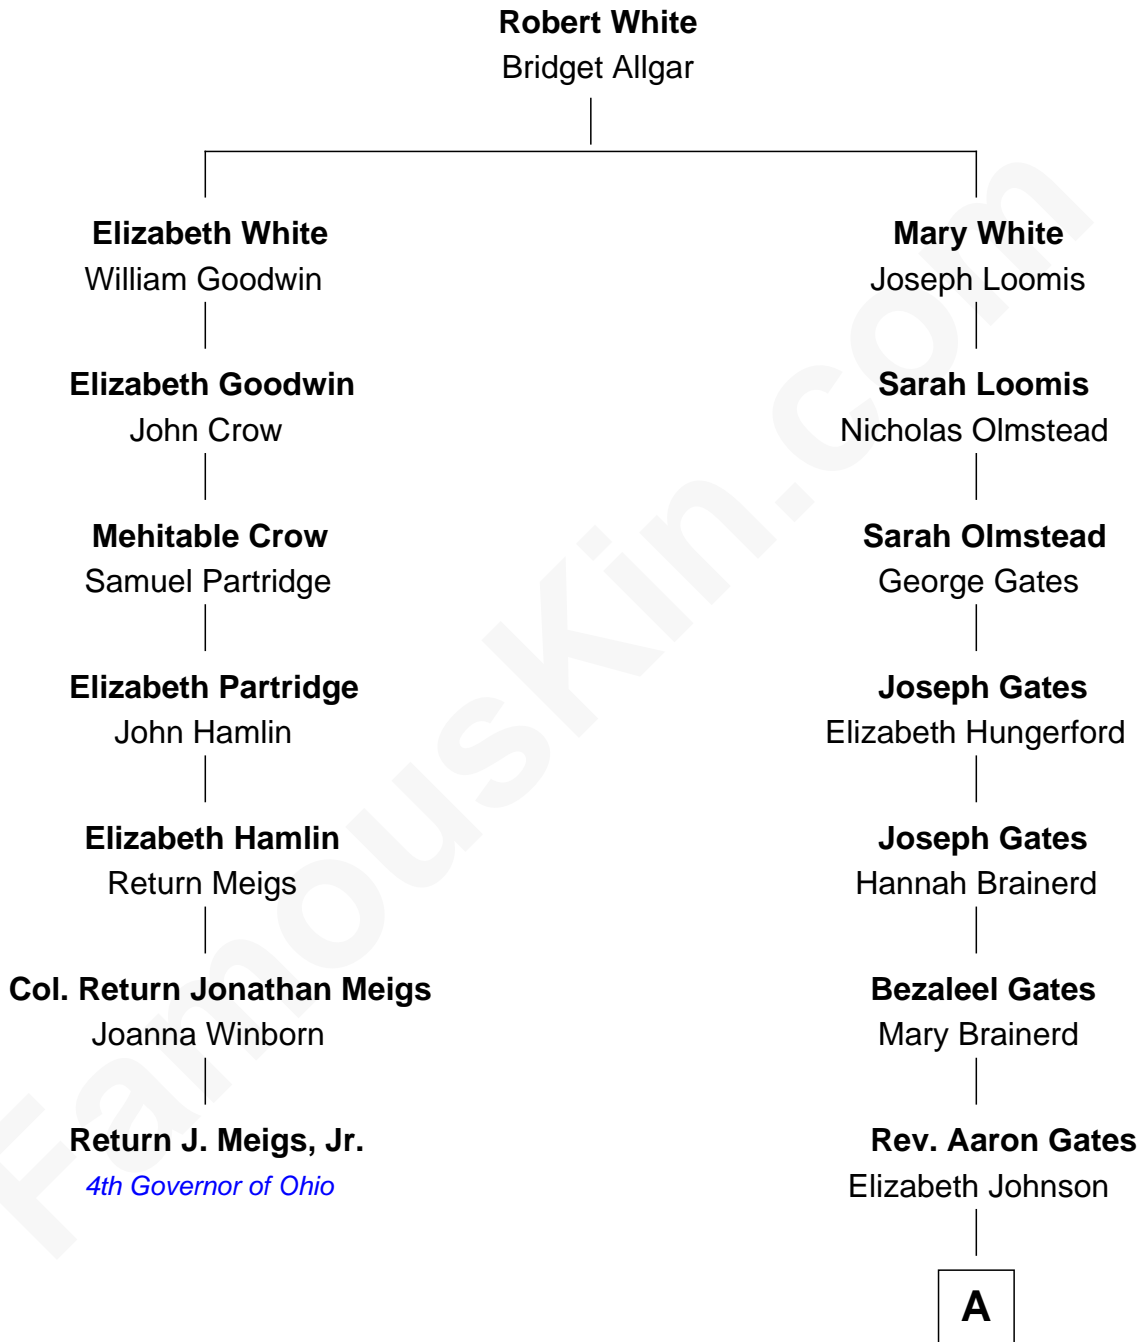 Robert White
Bridget Allgar
Elizabeth White
William Goodwin
Mary White
Joseph Loomis
Elizabeth Goodwin
John Crow
Sarah Loomis
Nicholas Olmstead
Mehitable Crow
Samuel Partridge
Sarah Olmstead
George Gates
Elizabeth Partridge
John Hamlin
Joseph Gates
Elizabeth Hungerford
Elizabeth Hamlin
Return Meigs
Joseph Gates
Hannah Brainerd
Col. Return Jonathan Meigs
Joanna Winborn
Bezaleel Gates
Mary Brainerd
Return J. Meigs, Jr.
4th Governor of Ohio
Rev. Aaron Gates
Elizabeth Johnson
A
FamousKin.com